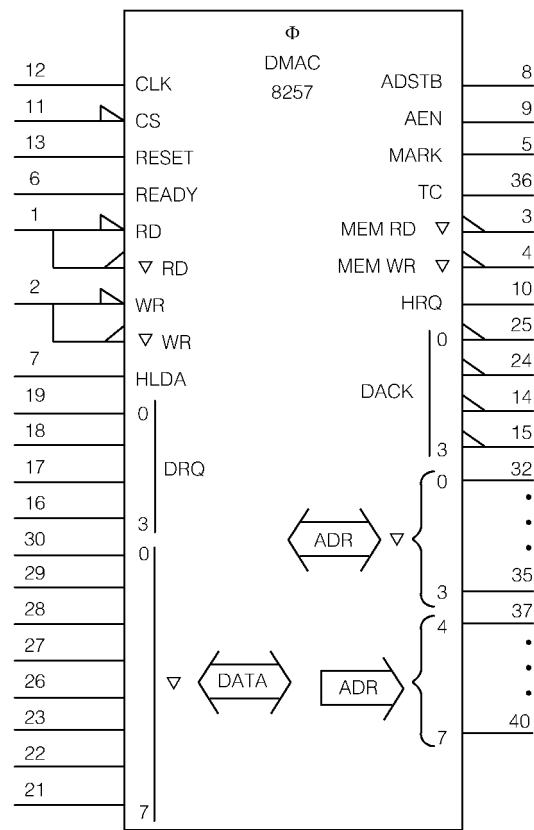 Φ
DMAC
8257
12 CLK
11 CS
13 RESET
6 READY
1 RD
▽ RD
2 WR
▽ WR
7 HLDA
19 0
18
17 DRQ
16 3
30 0
29
28
27
26 ▽ DATA
23
22
21 7
ADSTB 8
AEN 9
MARK 5
TC 36
MEM RD ▽ 3
MEM WR ▽ 4
HRQ 10
0 25
DACK 24
14
3 15
0 32
ADR ▽
3 35
4 37
ADR
7 40